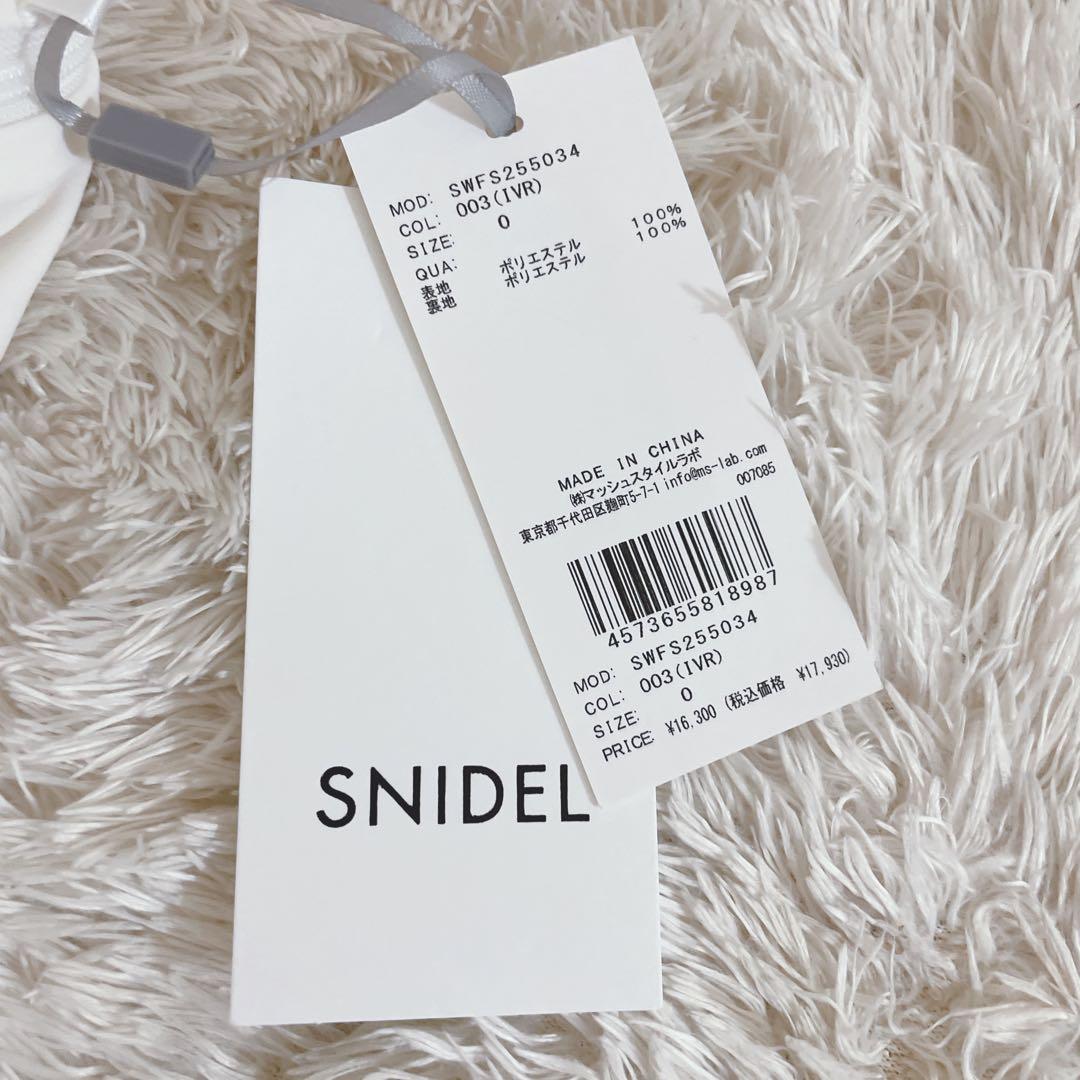 MOD: SWFS255034
COL: 003(IVR)
SIZE: 0
QUA:
表地 ポリエステル 100%
裏地 ポリエステル 100%
MADE IN CHINA
㈱マッシュスタイルラボ
東京都千代田区麹町5-7-1 info@ms-lab.com
007085
4573655818987
MOD: SWFS255034
COL: 003(IVR)
SIZE: 0
PRICE: ¥16,300 (税込価格 ¥17,930)
SNIDEL